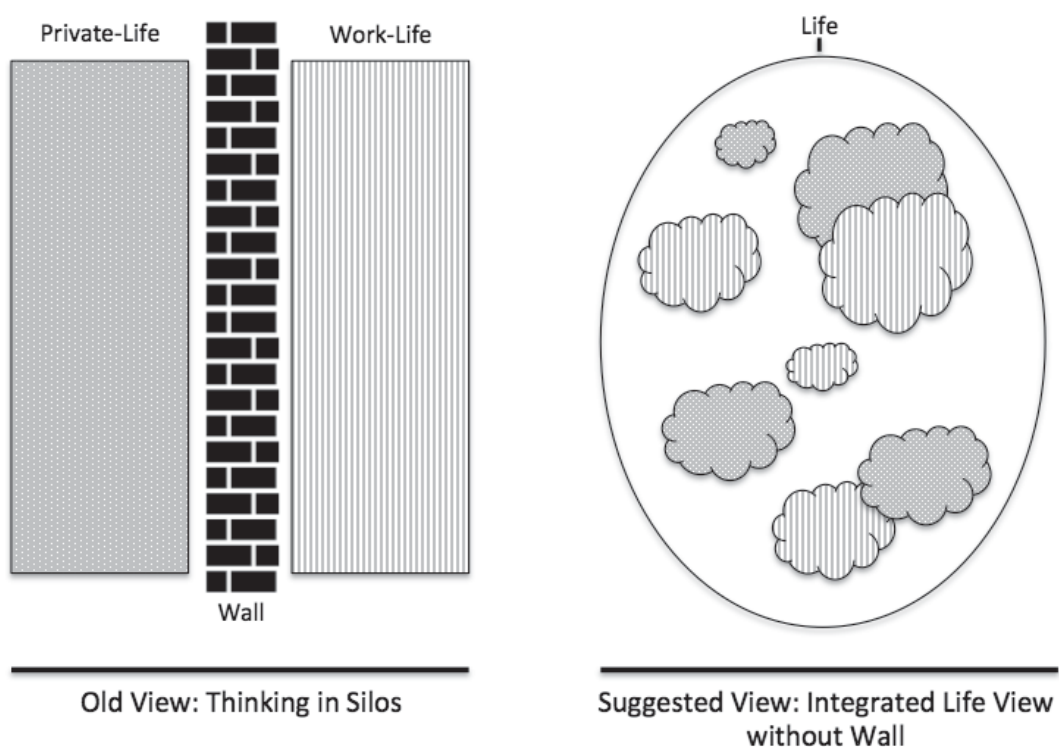 Private-Life
Work-Life
Wall
Old View: Thinking in Silos
Life
Suggested View: Integrated Life View
without Wall